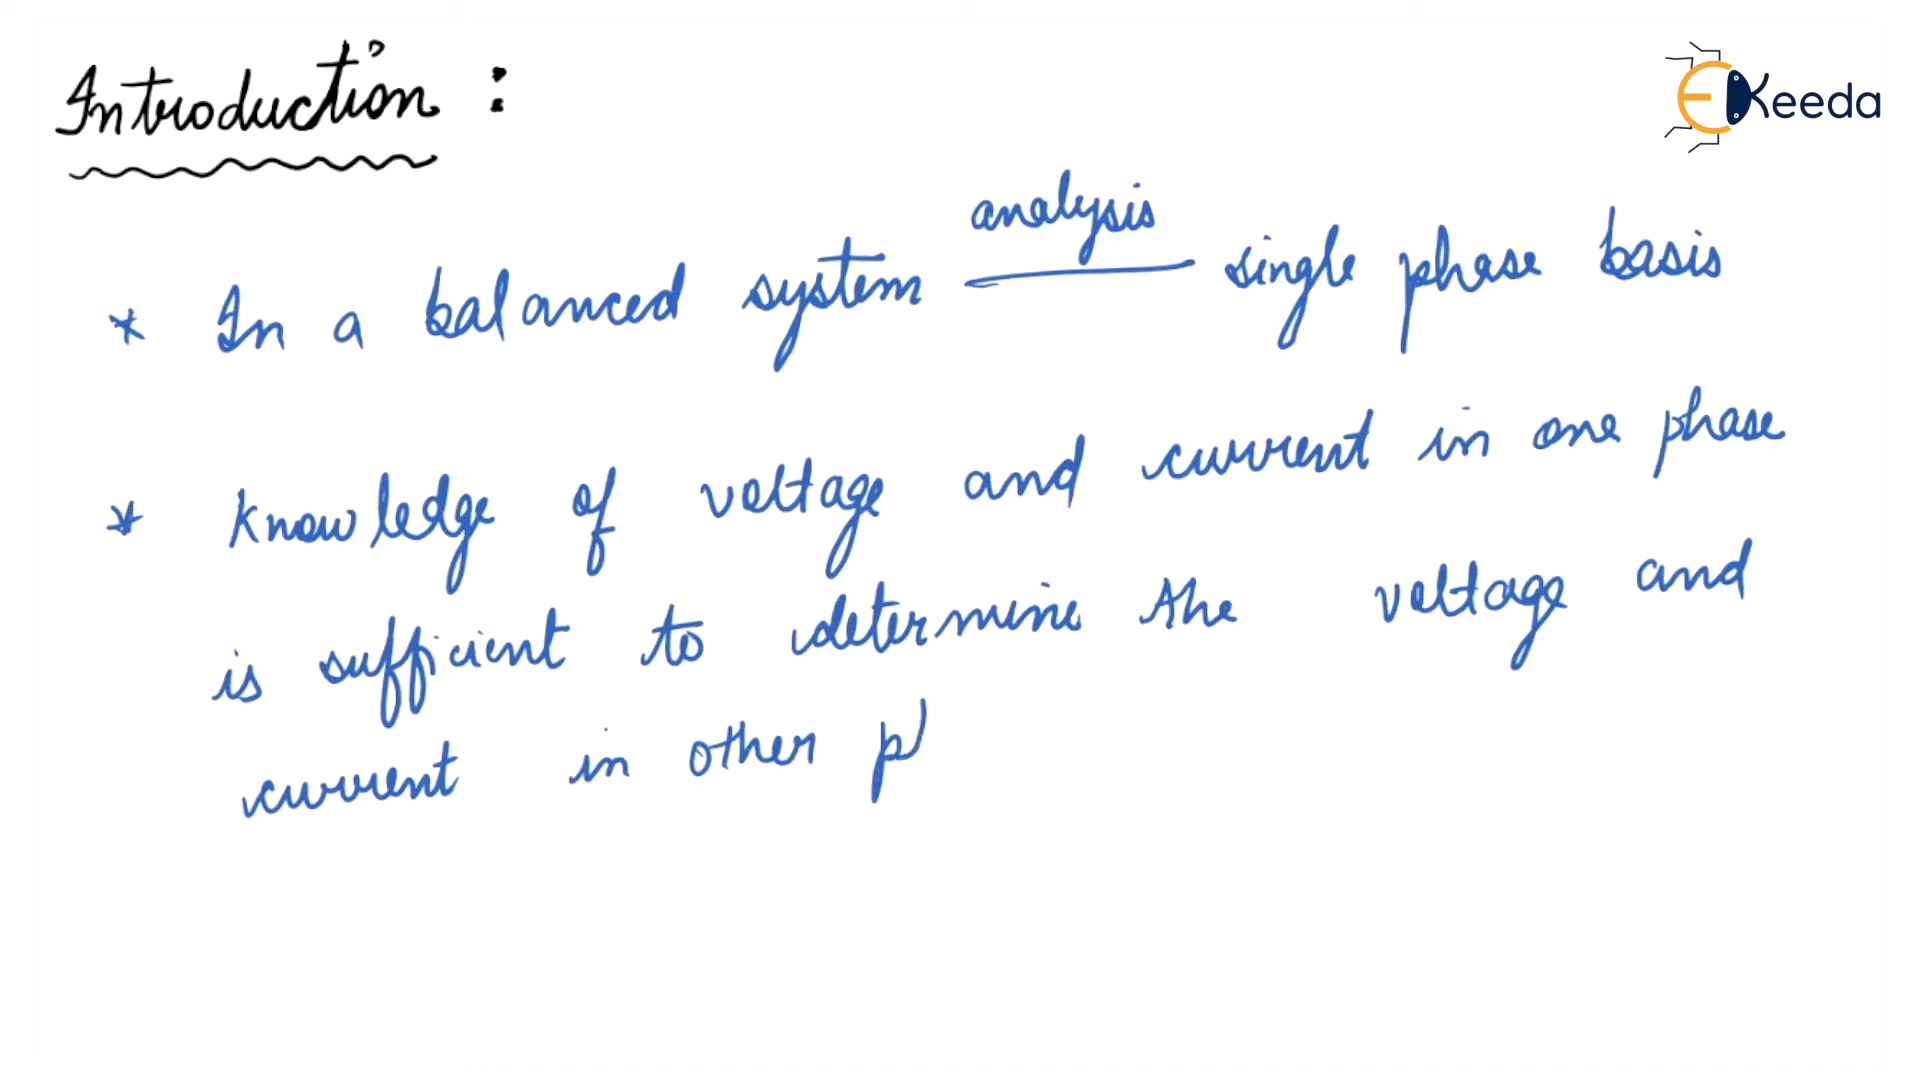 Introduction :
EKeeda
analysis
* In a balanced system single phase basis
* Knowledge of voltage and current in one phase
is sufficient to determine the voltage and
current in other p